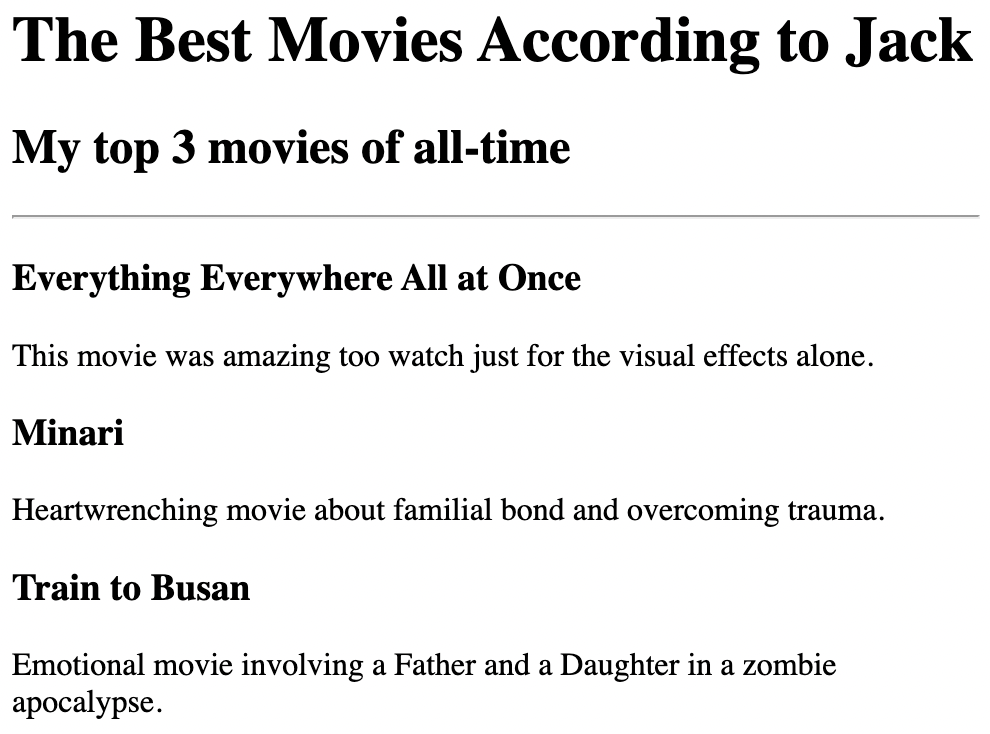 The Best Movies According to Jack
My top 3 movies of all-time
Everything Everywhere All at Once
This movie was amazing too watch just for the visual effects alone.
Minari
Heartwrenching movie about familial bond and overcoming trauma.
Train to Busan
Emotional movie involving a Father and a Daughter in a zombie
apocalypse.